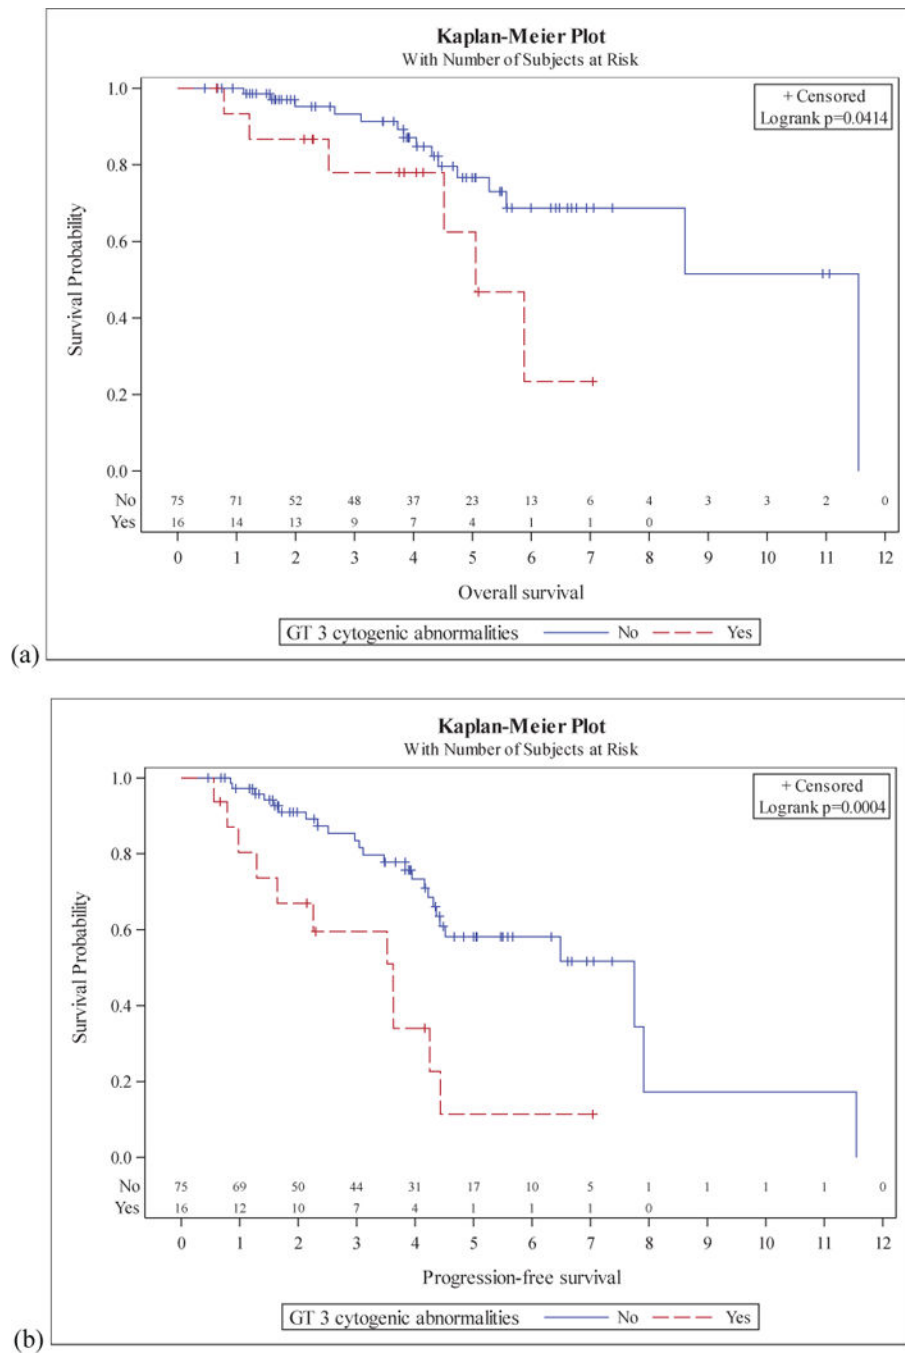 Kaplan-Meier Plot
With Number of Subjects at Risk
+ Censored
Logrank p=0.0414
1.0
0.8
0.6
0.4
0.2
0.0
Survival Probability
No 75 71 52 48 37 23 13 6 4 3 3 2 0
Yes 16 14 13 9 7 4 1 1 0
0 1 2 3 4 5 6 7 8 9 10 11 12
Overall survival
GT 3 cytogenic abnormalities No Yes
(a)
Kaplan-Meier Plot
With Number of Subjects at Risk
+ Censored
Logrank p=0.0004
1.0
0.8
0.6
0.4
0.2
0.0
Survival Probability
No 75 69 50 44 31 17 10 5 1 1 1 1 0
Yes 16 12 10 7 4 1 1 1 0
0 1 2 3 4 5 6 7 8 9 10 11 12
Progression-free survival
GT 3 cytogenic abnormalities No Yes
(b)